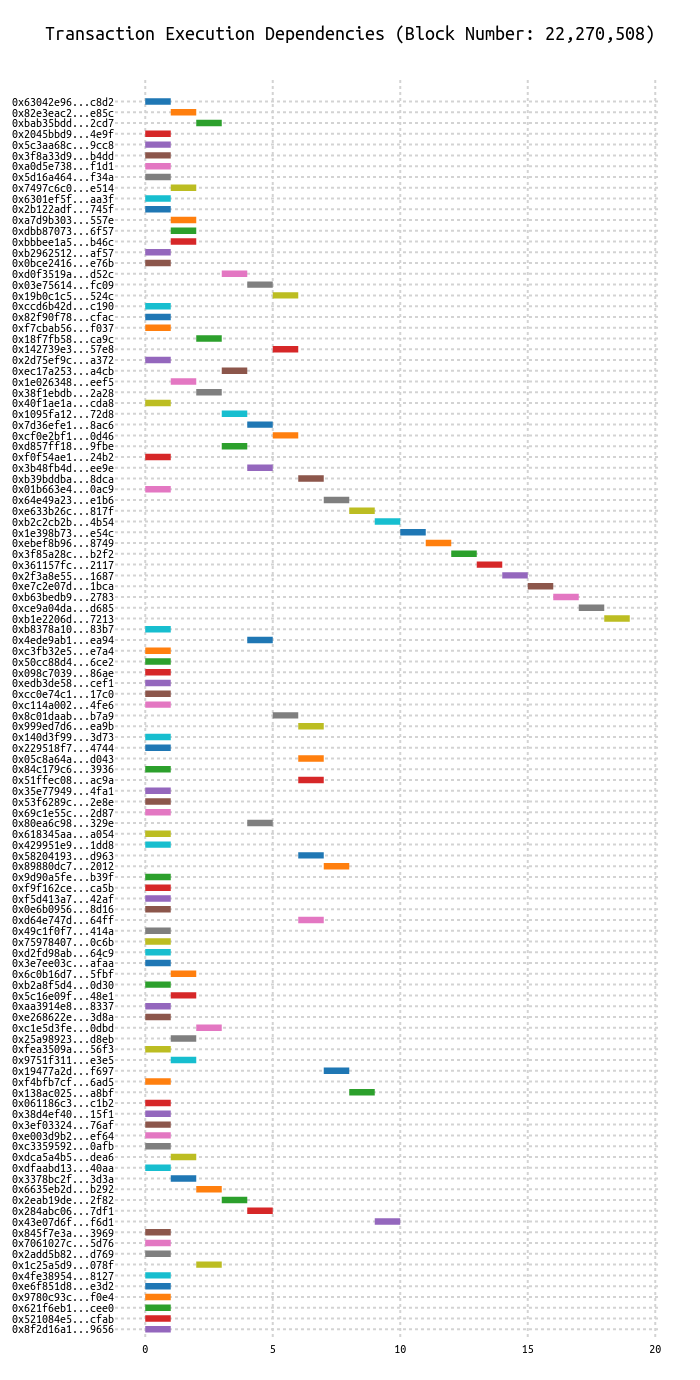 Transaction Execution Dependencies (Block Number: 22,270,508)
0x63042e96...c8d2
0x82e3eac2...e85c
0xbab35bdd...2cd7
0x2045bbd9...4e9f
0x5c3aa68c...9cc8
0x3f8a33d9...b4dd
0xa0d5e738...f1d1
0x5d16a464...f34a
0x7497c6c0...e514
0x6301ef5f...aa3f
0x2b122adf...745f
0xa7d9b303...557e
0xdbb87073...6f57
0xbbbee1a5...b46c
0xb2962512...af57
0x0bce2416...e76b
0xd0f3519a...d52c
0x03e75614...fc09
0x19b0c1c5...524c
0xccd6b42d...c190
0x82f90f78...cfac
0xf7cbab56...f037
0x18f7fb58...ca9c
0x142739e3...57e8
0x2d75ef9c...a372
0xec17a253...a4cb
0x1e026348...eef5
0x38f1ebdb...2a28
0x40f1ae1a...cda8
0x1095fa12...72d8
0x7d36efe1...8ac6
0xcf0e2bf1...0d46
0xd857ff18...9fbe
0xf0f54ae1...24b2
0x3b48fb4d...ee9e
0xb39bddba...8dca
0x01b663e4...0ac9
0x64e49a23...e1b6
0xe633b26c...817f
0xb2c2cb2b...4b54
0x1e398b73...e54c
0xebef8b96...8749
0x3f85a28c...b2f2
0x361157fc...2117
0x2f3a8e55...1687
0xe7c2e07d...1bca
0xb63bedb9...2783
0xce9a04da...d685
0xb1e2206d...7213
0xb8378a10...83b7
0x4ede9ab1...ea94
0xc3fb32e5...e7a4
0x50cc88d4...6ce2
0x098c7039...86ae
0xedb3de58...cef1
0xcc0e74c1...17c0
0xc114a002...4fe6
0x8c01daab...b7a9
0x999ed7d6...ea9b
0x140d3f99...3d73
0x229518f7...4744
0x05c8a64a...d043
0x84c179c6...3936
0x51ffec08...ac9a
0x35e77949...4fa1
0x53f6289c...2e8e
0x69c1e55c...2d87
0x80ea6c98...329e
0x618345aa...a054
0x429951e9...1dd8
0x58204193...d963
0x89880dc7...2012
0x9d90a5fe...b39f
0xf9f162ce...ca5b
0xf5d413a7...42af
0x0e6b0956...8d16
0xd64e747d...64ff
0x49c1f0f7...414a
0x75978407...0c6b
0xd2fd98ab...64c9
0x3e7ee03c...afaa
0x6c0b16d7...5fbf
0xb2a8f5d4...0d30
0x5c16e09f...48e1
0xaa3914e8...8337
0xe268622e...3d8a
0xc1e5d3fe...0dbd
0x25a98923...d8eb
0xfea3509a...56f3
0x9751f311...e3e5
0x19477a2d...f697
0xf4bfb7cf...6ad5
0x138ac025...a8bf
0x061186c3...c1b2
0x38d4ef40...15f1
0x3ef03324...76af
0xe003d9b2...ef64
0xc3359592...0afb
0xdca5a4b5...dea6
0xdfaabd13...40aa
0x3378bc2f...3d3a
0x6635eb2d...b292
0x2eab19de...2f82
0x284abc06...7df1
0x43e07d6f...f6d1
0x845f7e3a...3969
0x7061027c...5d76
0x2add5b82...d769
0x1c25a5d9...078f
0x4fe38954...8127
0xe6f851d8...e3d2
0x9780c93c...f0e4
0x621f6eb1...cee0
0x521084e5...cfab
0x8f2d16a1...9656
0 5 10 15 20